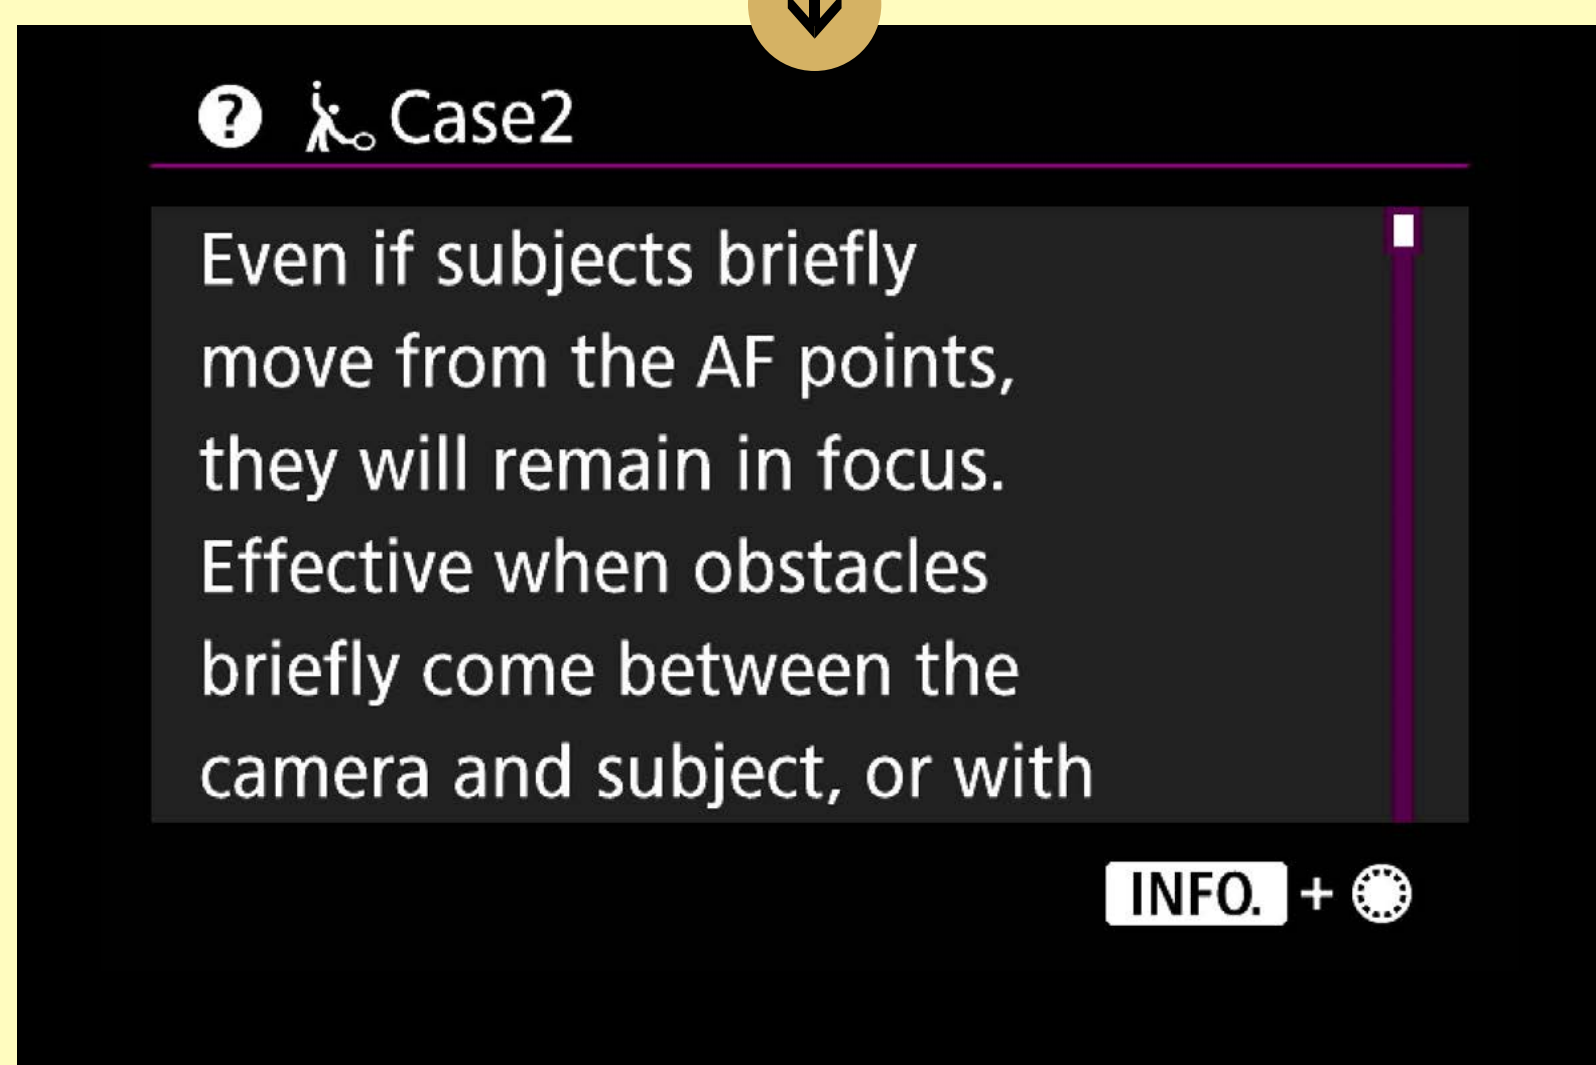 ? Case2
Even if subjects briefly
move from the AF points,
they will remain in focus.
Effective when obstacles
briefly come between the
camera and subject, or with
INFO. +